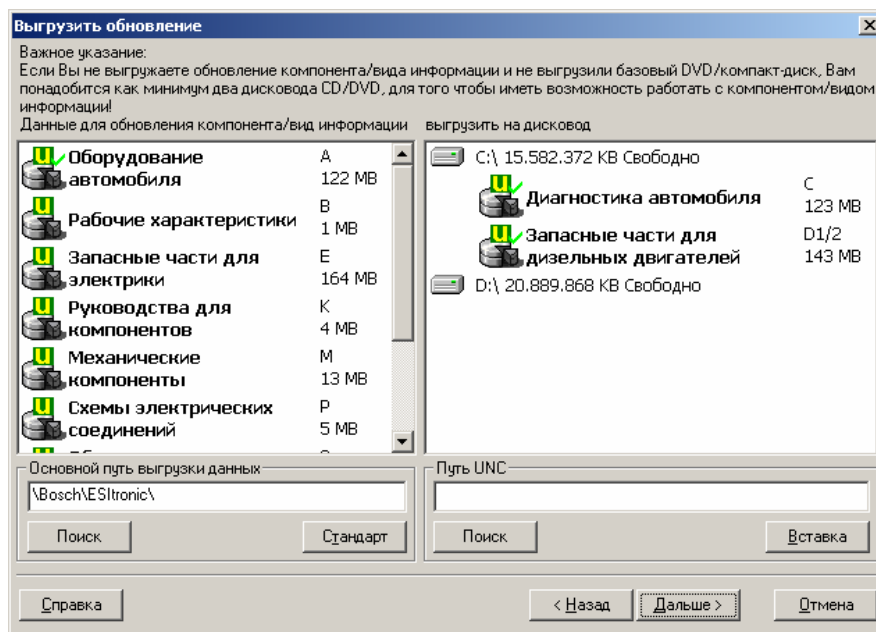 Выгрузить обновление
Важное указание:
Если Вы не выгружаете обновление компонента/вида информации и не выгрузили базовый DVD/компакт-диск, Вам
понадобится как минимум два дисковода CD/DVD, для того чтобы иметь возможность работать с компонентом/видом
информации!
Данные для обновления компонента/вид информации
Оборудование A
автомобиля 122 MB
Рабочие характеристики B
1 MB
Запасные части для E
электрики 164 MB
Руководства для K
компонентов 4 MB
Механические M
компоненты 13 MB
Схемы электрических P
соединений 5 MB
выгрузить на дисковод
C:\ 15.582.372 KB Свободно
Диагностика автомобиля C
123 MB
Запасные части для D1/2
дизельных двигателей 143 MB
D:\ 20.889.868 KB Свободно
Основной путь выгрузки данных
\Bosch\ESItronic\
Поиск Стандарт
Путь UNC
Поиск Вставка
Справка < Назад Дальше > Отмена